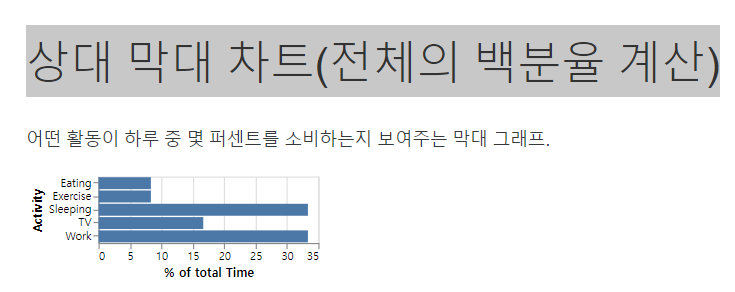 상대 막대 차트(전체의 백분율 계산)
어떤 활동이 하루 중 몇 퍼센트를 소비하는지 보여주는 막대 그래프.
Activity
Eating
Exercise
Sleeping
TV
Work
0 5 10 15 20 25 30 35
% of total Time